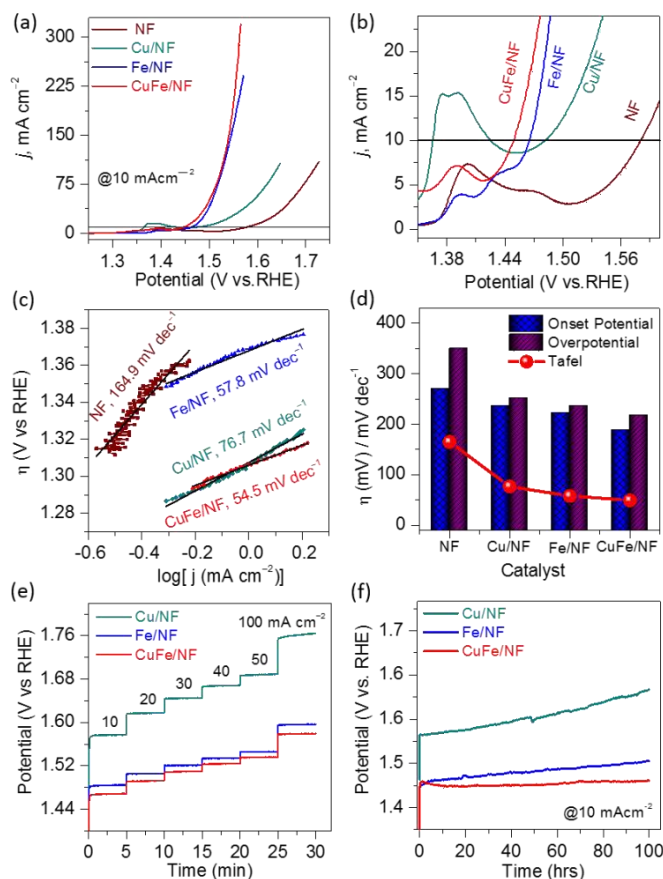 (a)
300
225
150
75
0
j, mA cm⁻²
NF
Cu/NF
Fe/NF
CuFe/NF
@10 mAcm⁻²
1.3 1.4 1.5 1.6 1.7
Potential (V vs.RHE)
(b)
20
15
10
5
0
j, mA cm⁻²
CuFe/NF
Fe/NF
Cu/NF
NF
1.38 1.44 1.50 1.56
Potential (V vs.RHE)
(c)
1.38
1.36
1.34
1.32
1.30
1.28
η (V vs RHE)
NF, 164.9 mV dec⁻¹
Fe/NF, 57.8 mV dec⁻¹
Cu/NF, 76.7 mV dec⁻¹
CuFe/NF, 54.5 mV dec⁻¹
-0.6 -0.4 -0.2 0.0 0.2
log[ j (mA cm⁻²)]
(d)
400
300
200
100
0
η (mV) / mV dec⁻¹
Onset Potential
Overpotential
Tafel
NF Cu/NF Fe/NF CuFe/NF
Catalyst
(e)
1.76
1.68
1.60
1.52
1.44
Potential (V vs RHE)
Cu/NF
Fe/NF
CuFe/NF
100 mA cm⁻²
10
20
30
40
50
0 5 10 15 20 25 30
Time (min)
(f)
1.7
1.6
1.6
1.5
1.4
Potential (V vs. RHE)
Cu/NF
Fe/NF
CuFe/NF
@10 mAcm⁻²
0 20 40 60 80 100
Time (hrs)